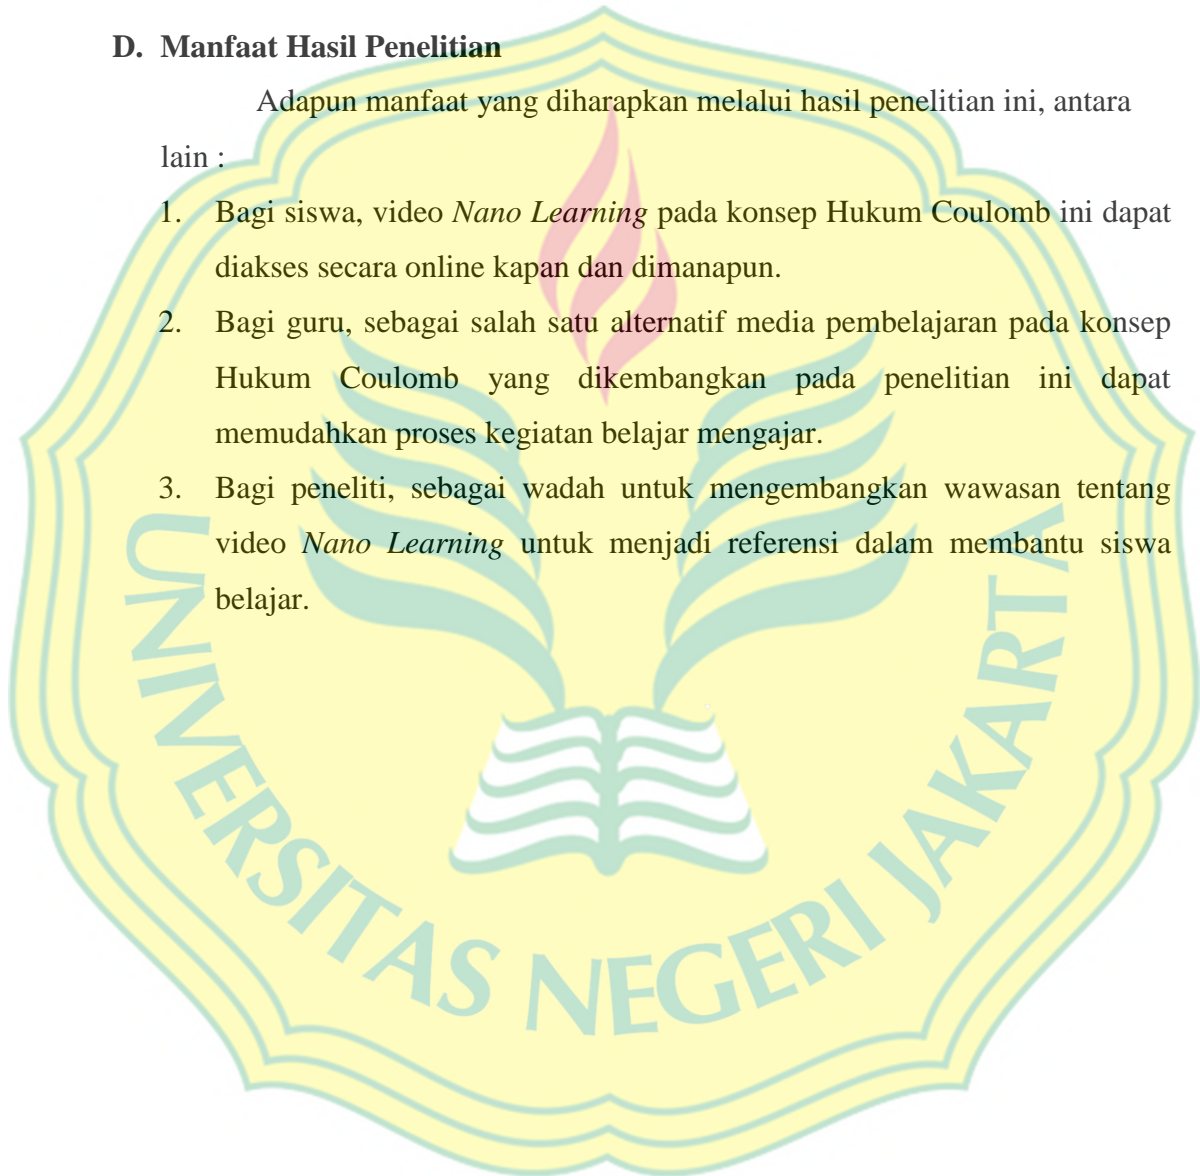 D. Manfaat Hasil Penelitian
Adapun manfaat yang diharapkan melalui hasil penelitian ini, antara
lain :
1. Bagi siswa, video Nano Learning pada konsep Hukum Coulomb ini dapat
diakses secara online kapan dan dimanapun.
2. Bagi guru, sebagai salah satu alternatif media pembelajaran pada konsep
Hukum Coulomb yang dikembangkan pada penelitian ini dapat
memudahkan proses kegiatan belajar mengajar.
3. Bagi peneliti, sebagai wadah untuk mengembangkan wawasan tentang
video Nano Learning untuk menjadi referensi dalam membantu siswa
belajar.
UNIVERSITAS NEGERI JAKARTA